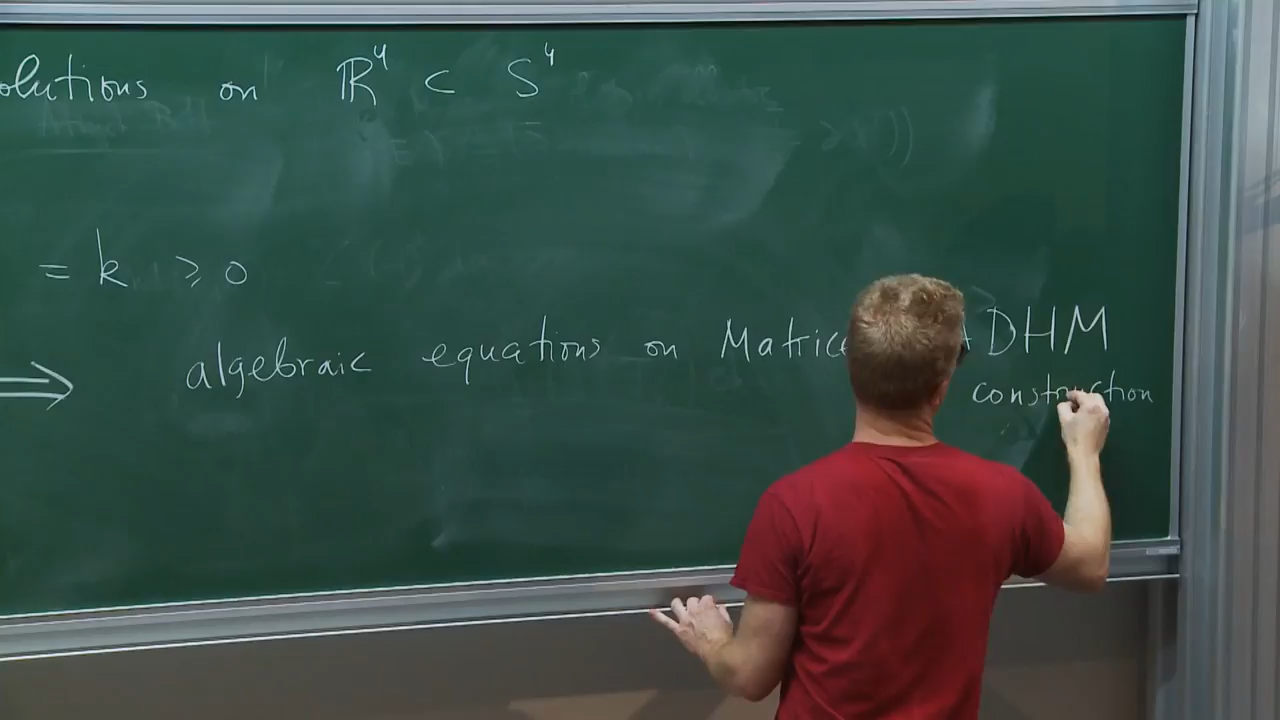 olutions on ℝ⁴ ⊂ S⁴
= k ≥ 0
⟹ algebraic equations on Matrice ADHM
construction